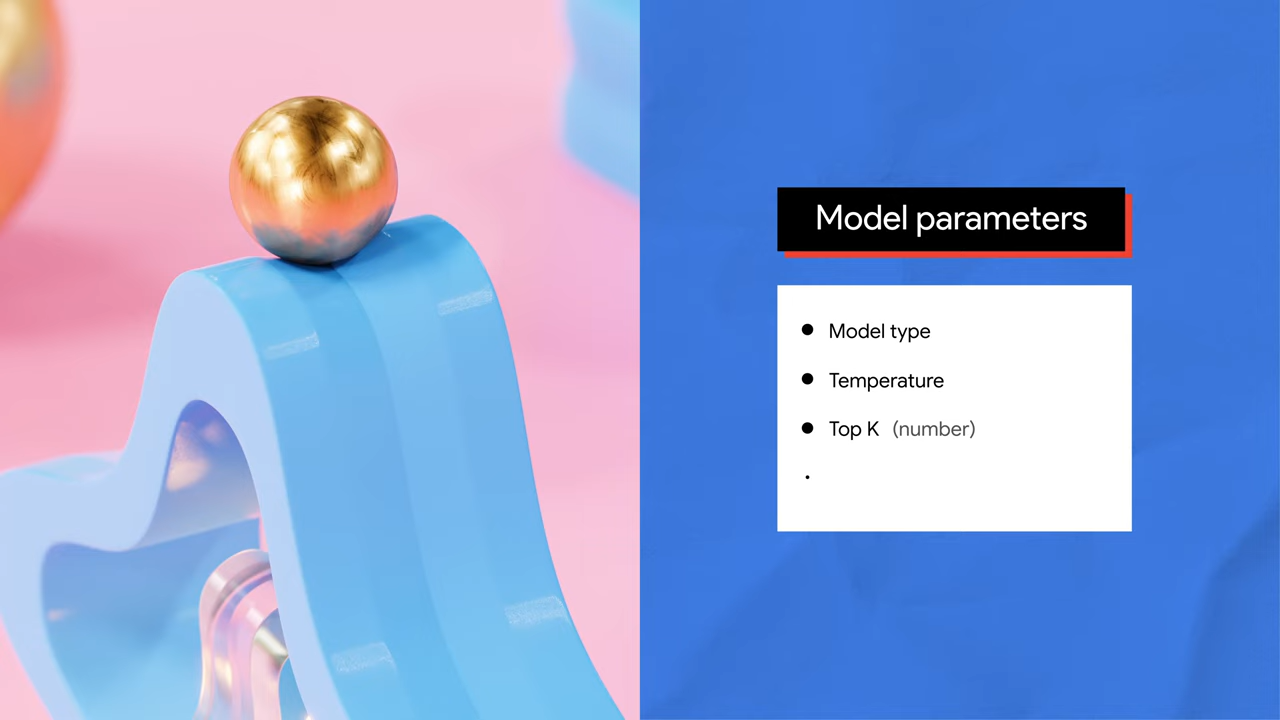 Model parameters
● Model type
● Temperature
● Top K (number)